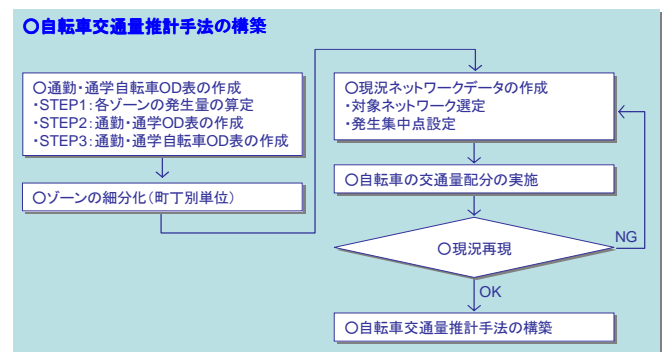 〇自転車交通量推計手法の構築
〇通勤・通学自転車OD表の作成
・STEP1：各ゾーンの発生量の算定
・STEP2：通勤・通学OD表の作成
・STEP3：通勤・通学自転車OD表の作成
〇ゾーンの細分化（町丁別単位）
〇現況ネットワークデータの作成
・対象ネットワーク選定
・発生集中点設定
〇自転車の交通量配分の実施
〇現況再現
NG
OK
〇自転車交通量推計手法の構築